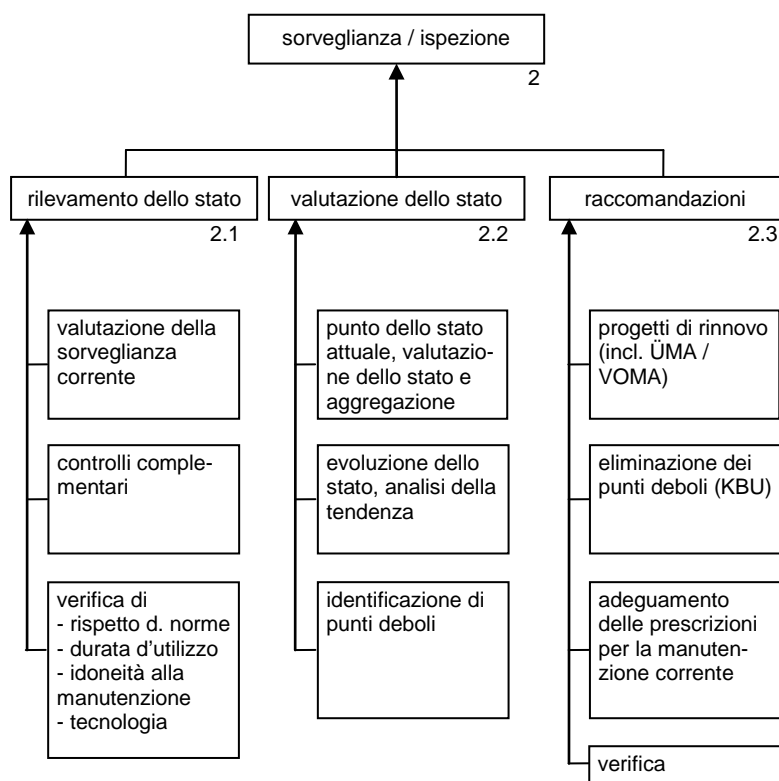 sorveglianza / ispezione
2
rilevamento dello stato
2.1
valutazione della
sorveglianza
corrente
controlli comple-
mentari
verifica di
- rispetto d. norme
- durata d'utilizzo
- idoneità alla
manutenzione
- tecnologia
valutazione dello stato
2.2
punto dello stato
attuale, valutazio-
ne dello stato e
aggregazione
evoluzione dello
stato, analisi della
tendenza
identificazione di
punti deboli
raccomandazioni
2.3
progetti di rinnovo
(incl. ÜMA /
VOMA)
eliminazione dei
punti deboli (KBU)
adeguamento
delle prescrizioni
per la manuten-
zione corrente
verifica